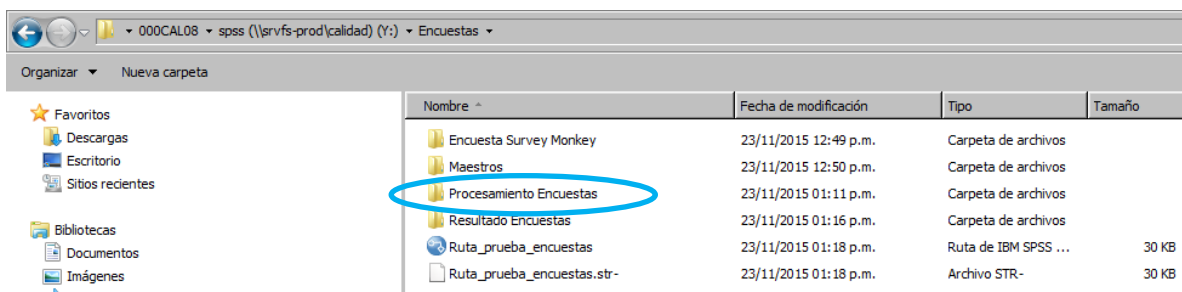 000CAL08 spss (\\srvfs-prod\calidad) (Y:) Encuestas
Organizar Nueva carpeta
Favoritos
Descargas
Escritorio
Sitios recientes
Bibliotecas
Documentos
Imágenes
Nombre Fecha de modificación Tipo Tamaño
Encuesta Survey Monkey 23/11/2015 12:49 p.m. Carpeta de archivos
Maestros 23/11/2015 12:50 p.m. Carpeta de archivos
Procesamiento Encuestas 23/11/2015 01:11 p.m. Carpeta de archivos
Resultado Encuestas 23/11/2015 01:16 p.m. Carpeta de archivos
Ruta_prueba_encuestas 23/11/2015 01:18 p.m. Ruta de IBM SPSS ... 30 KB
Ruta_prueba_encuestas.str- 23/11/2015 01:18 p.m. Archivo STR- 30 KB